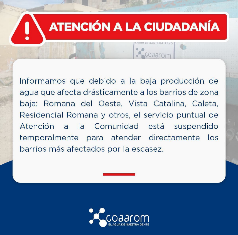 ATENCIÓN A LA CIUDADANÍA
Informamos que debido a la baja producción de
agua que afecta drásticamente a los barrios de zona
baja: Romana del Oeste, Vista Catalina, Caleta,
Residencial Romana y otros, el servicio puntual de
Atención a a Comunidad está suspendido
temporalmente para atender directamente los
barrios más afectados por la escasez.
coaarom